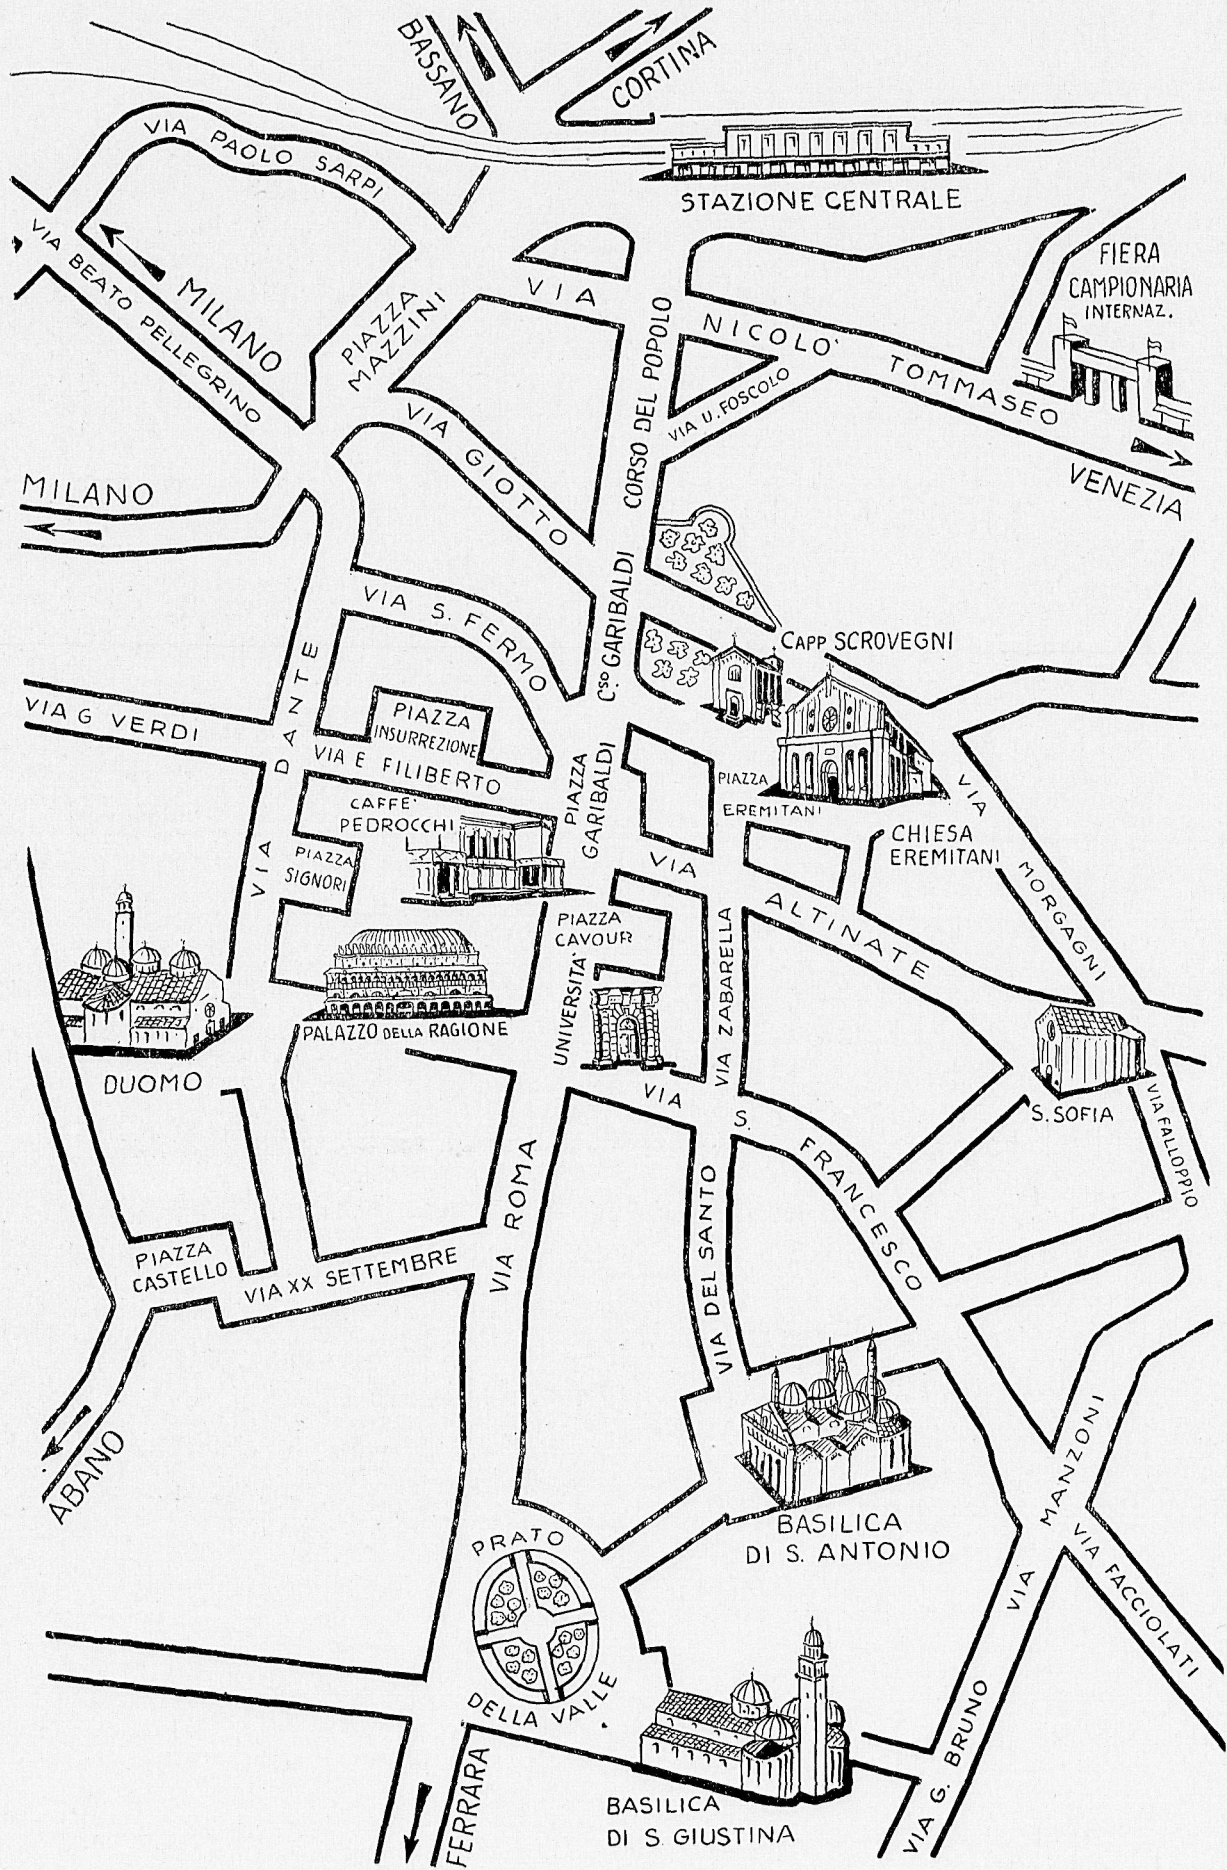 BASSANO
CORTINA
VIA PAOLO SARPI
STAZIONE CENTRALE
VIA BEATO PELLEGRINO
MILANO
PIAZZA
MAZZINI
VIA NICOLO' TOMMASEO
FIERA
CAMPIONARIA
INTERNAZ.
CORSO DEL POPOLO
VIA U. FOSCOLO
VIA GIOTTO
VENEZIA
MILANO
VIA S. FERMO
Cso. GARIBALDI
CAPP SCROVEGNI
VIA G VERDI
VIA DANTE
PIAZZA
INSURREZIONE
VIA E FILIBERTO
PIAZZA
GARIBALDI
PIAZZA
EREMITANI
CHIESA
EREMITANI
VIA MORGAGNI
CAFFE'
PEDROCCHI
PIAZZA
SIGNORI
VIA ALTINATE
PIAZZA
CAVOUR
UNIVERSITA'
VIA ZABARELLA
PALAZZO DELLA RAGIONE
DUOMO
S. SOFIA
VIA FALLOPPIO
VIA S. FRANCESCO
VIA ROMA
VIA DEL SANTO
PIAZZA
CASTELLO
VIA XX SETTEMBRE
ABANO
BASILICA
DI S. ANTONIO
VIA MANZONI
VIA FACCIOLATI
PRATO
DELLA VALLE
VIA G. BRUNO
FERRARA
BASILICA
DI S. GIUSTINA